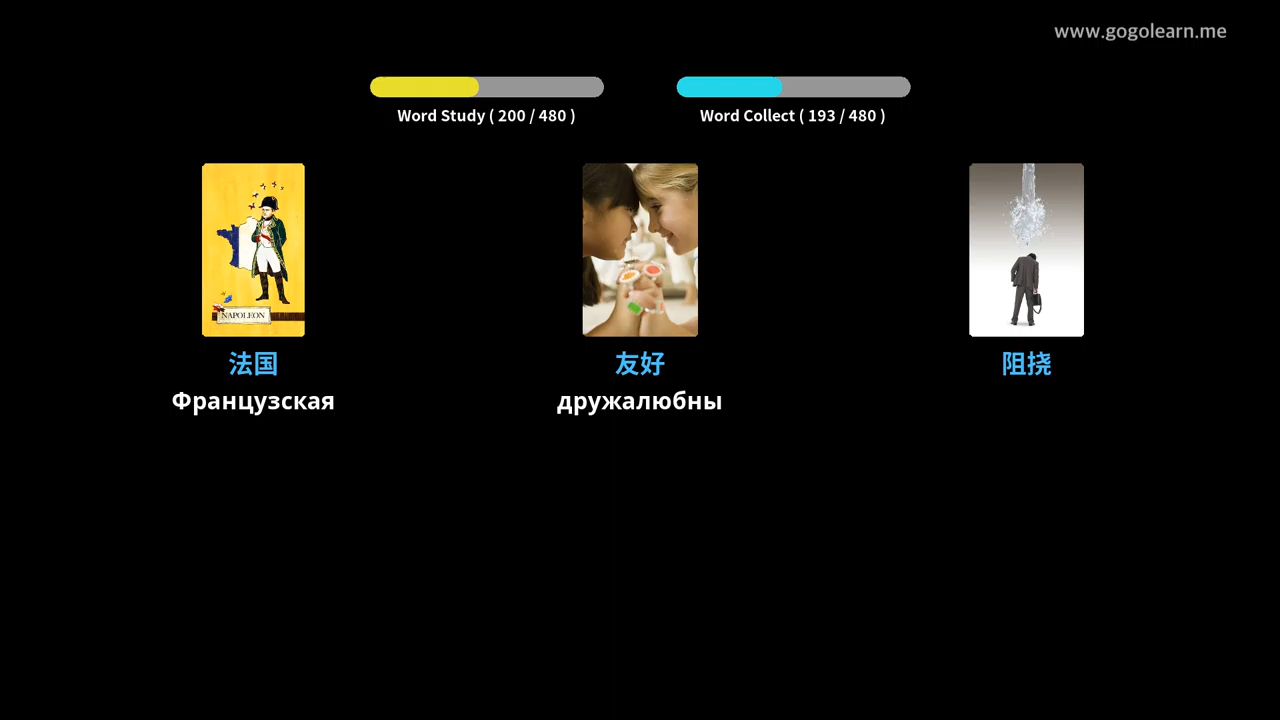 www.gogolearn.me
Word Study ( 200 / 480 )
Word Collect ( 193 / 480 )
NAPOLEON
法国
友好
阻挠
Французская
дружалюбны